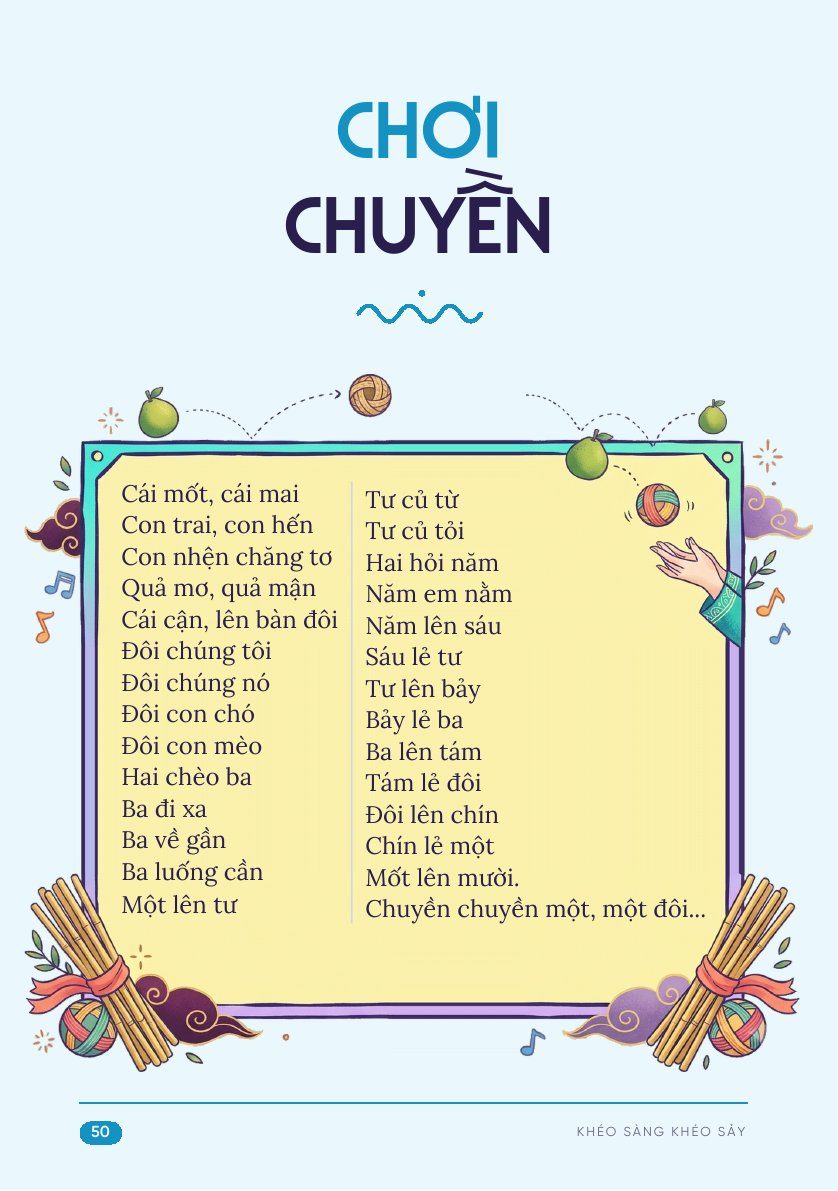 CHƠI
CHUYỀN
Cái mốt, cái mai
Con trai, con hến
Con nhện chăng tơ
Quả mơ, quả mận
Cái cận, lên bàn đôi
Đôi chúng tôi
Đôi chúng nó
Đôi con chó
Đôi con mèo
Hai chèo ba
Ba đi xa
Ba về gần
Ba luống cần
Một lên tư
Tư củ từ
Tư củ tỏi
Hai hỏi năm
Năm em nằm
Năm lên sáu
Sáu lẻ tư
Tư lên bảy
Bảy lẻ ba
Ba lên tám
Tám lẻ đôi
Đôi lên chín
Chín lẻ một
Mốt lên mười.
Chuyền chuyền một, một đôi...
50
KHÉO SÀNG KHÉO SẢY